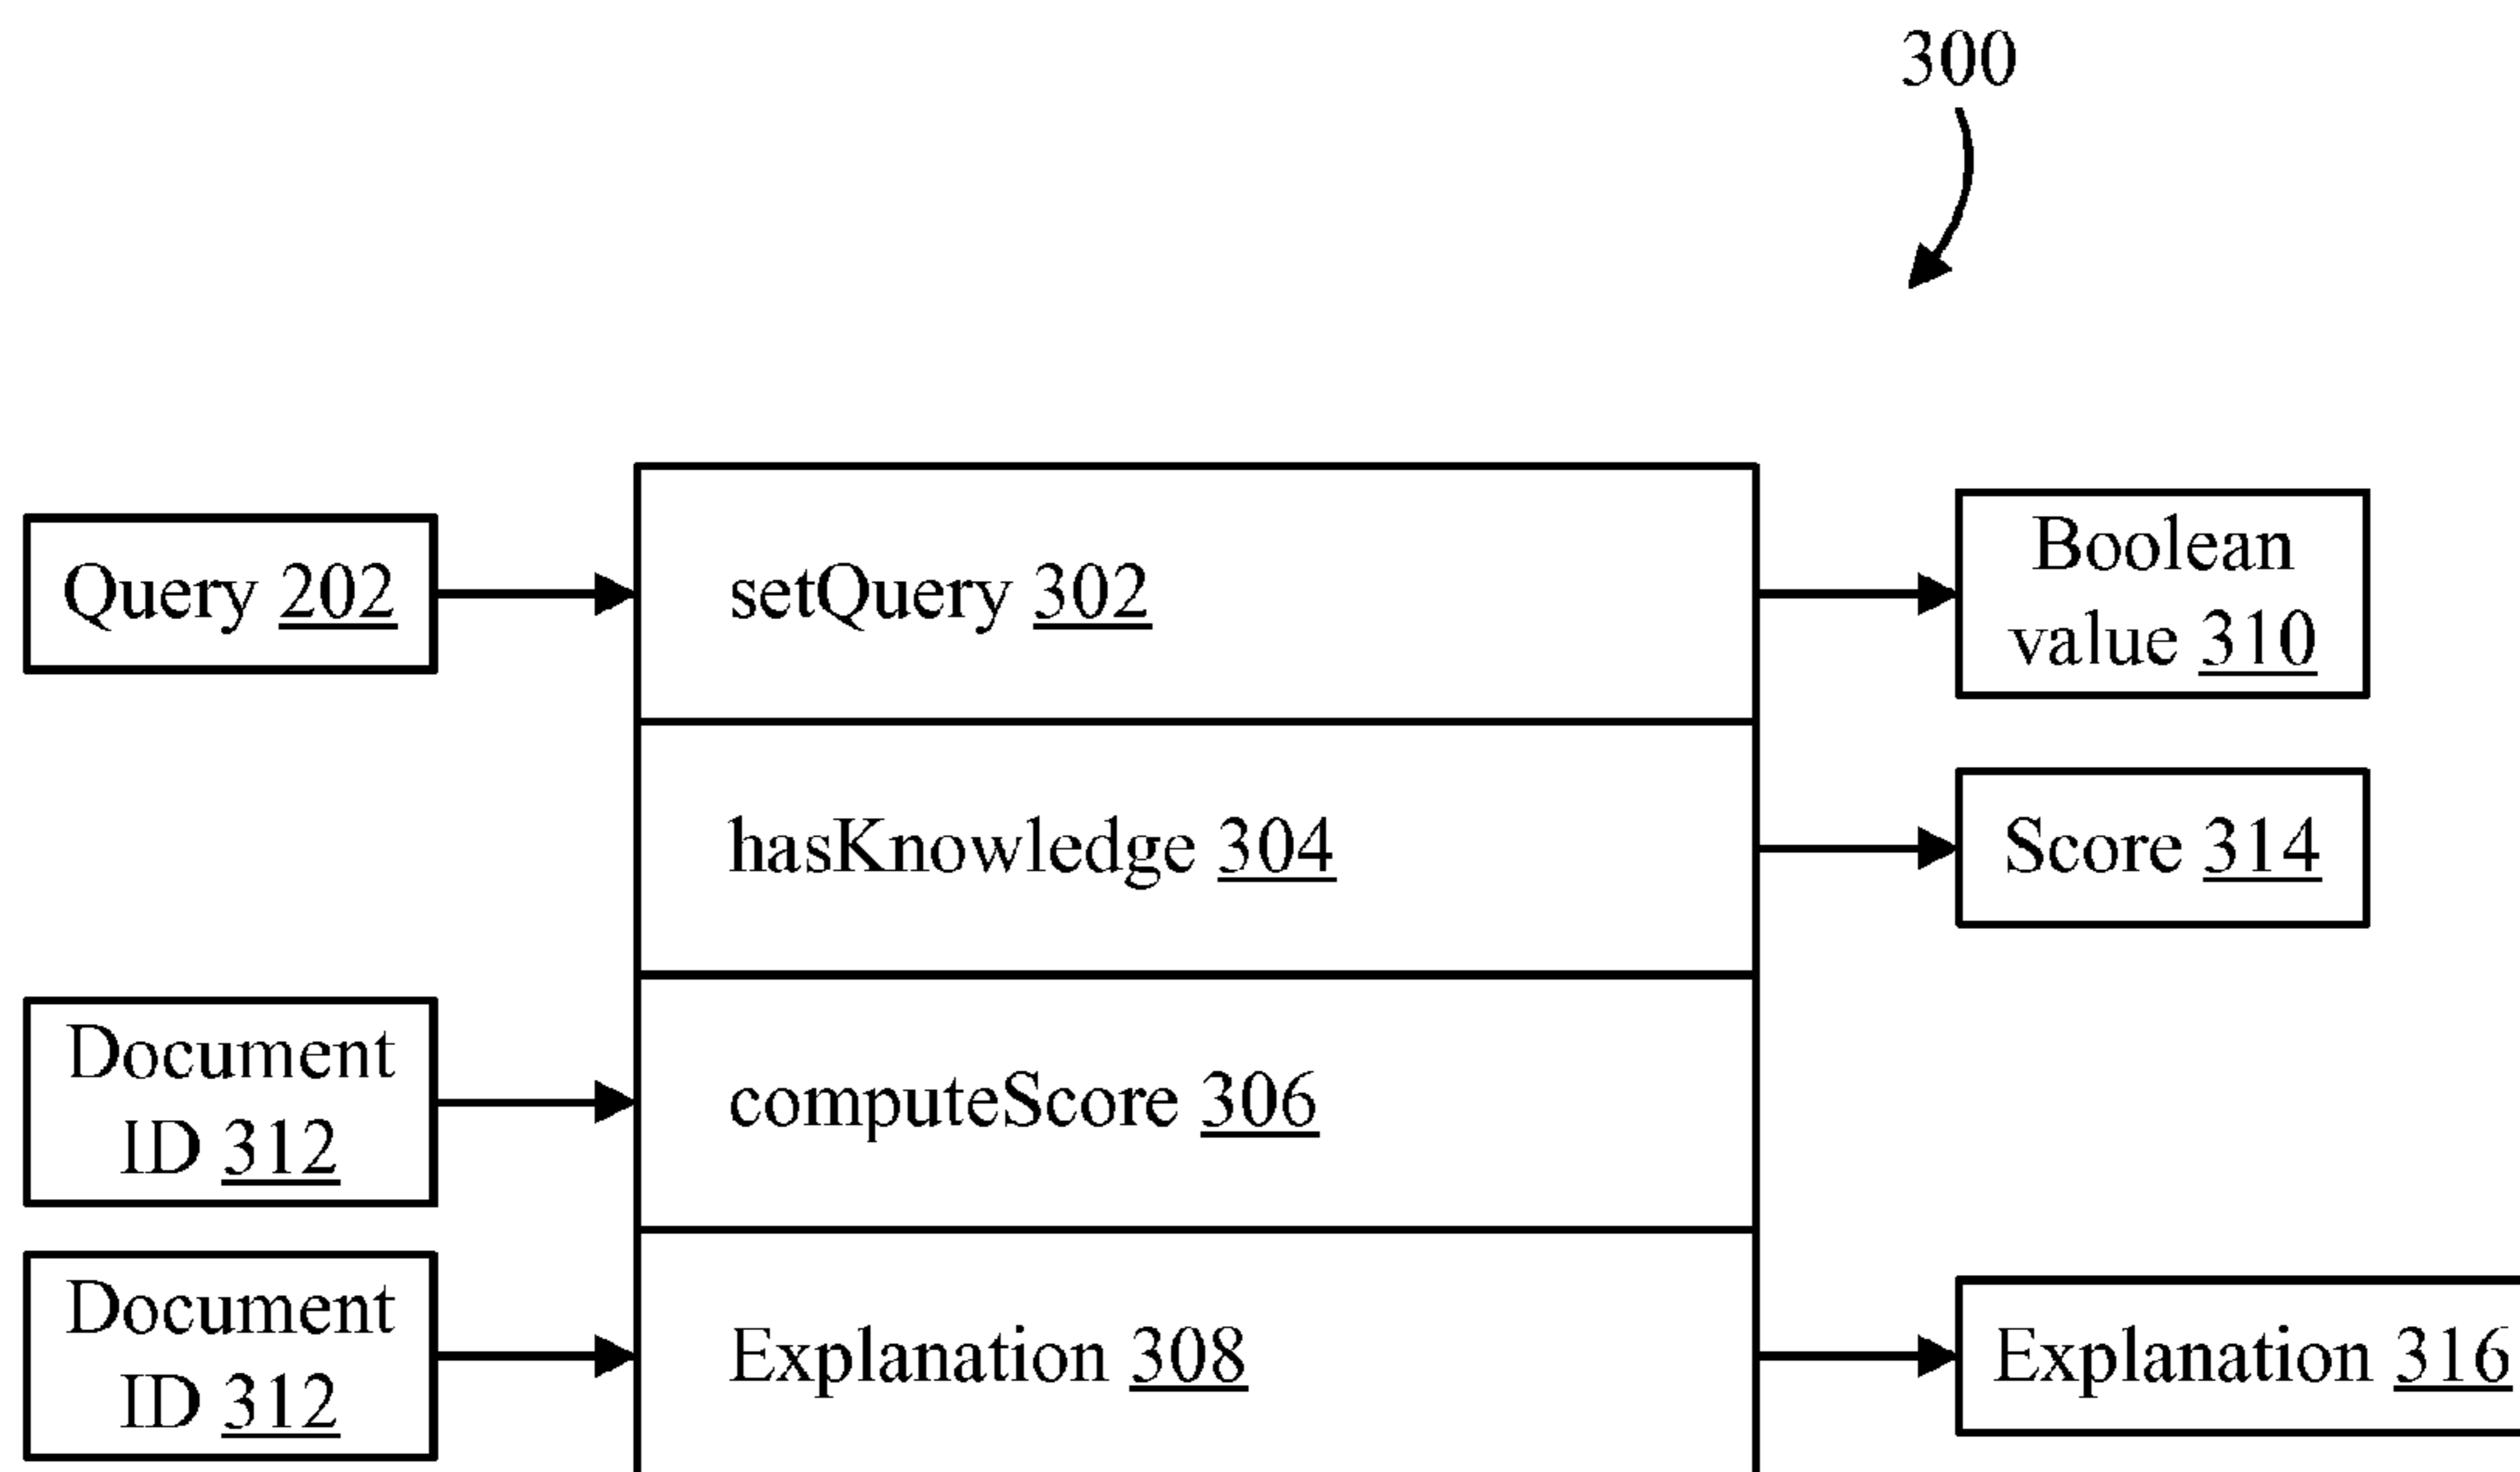 300
Query 202
setQuery 302
Boolean
value 310
hasKnowledge 304
Score 314
Document
ID 312
computeScore 306
Document
ID 312
Explanation 308
Explanation 316